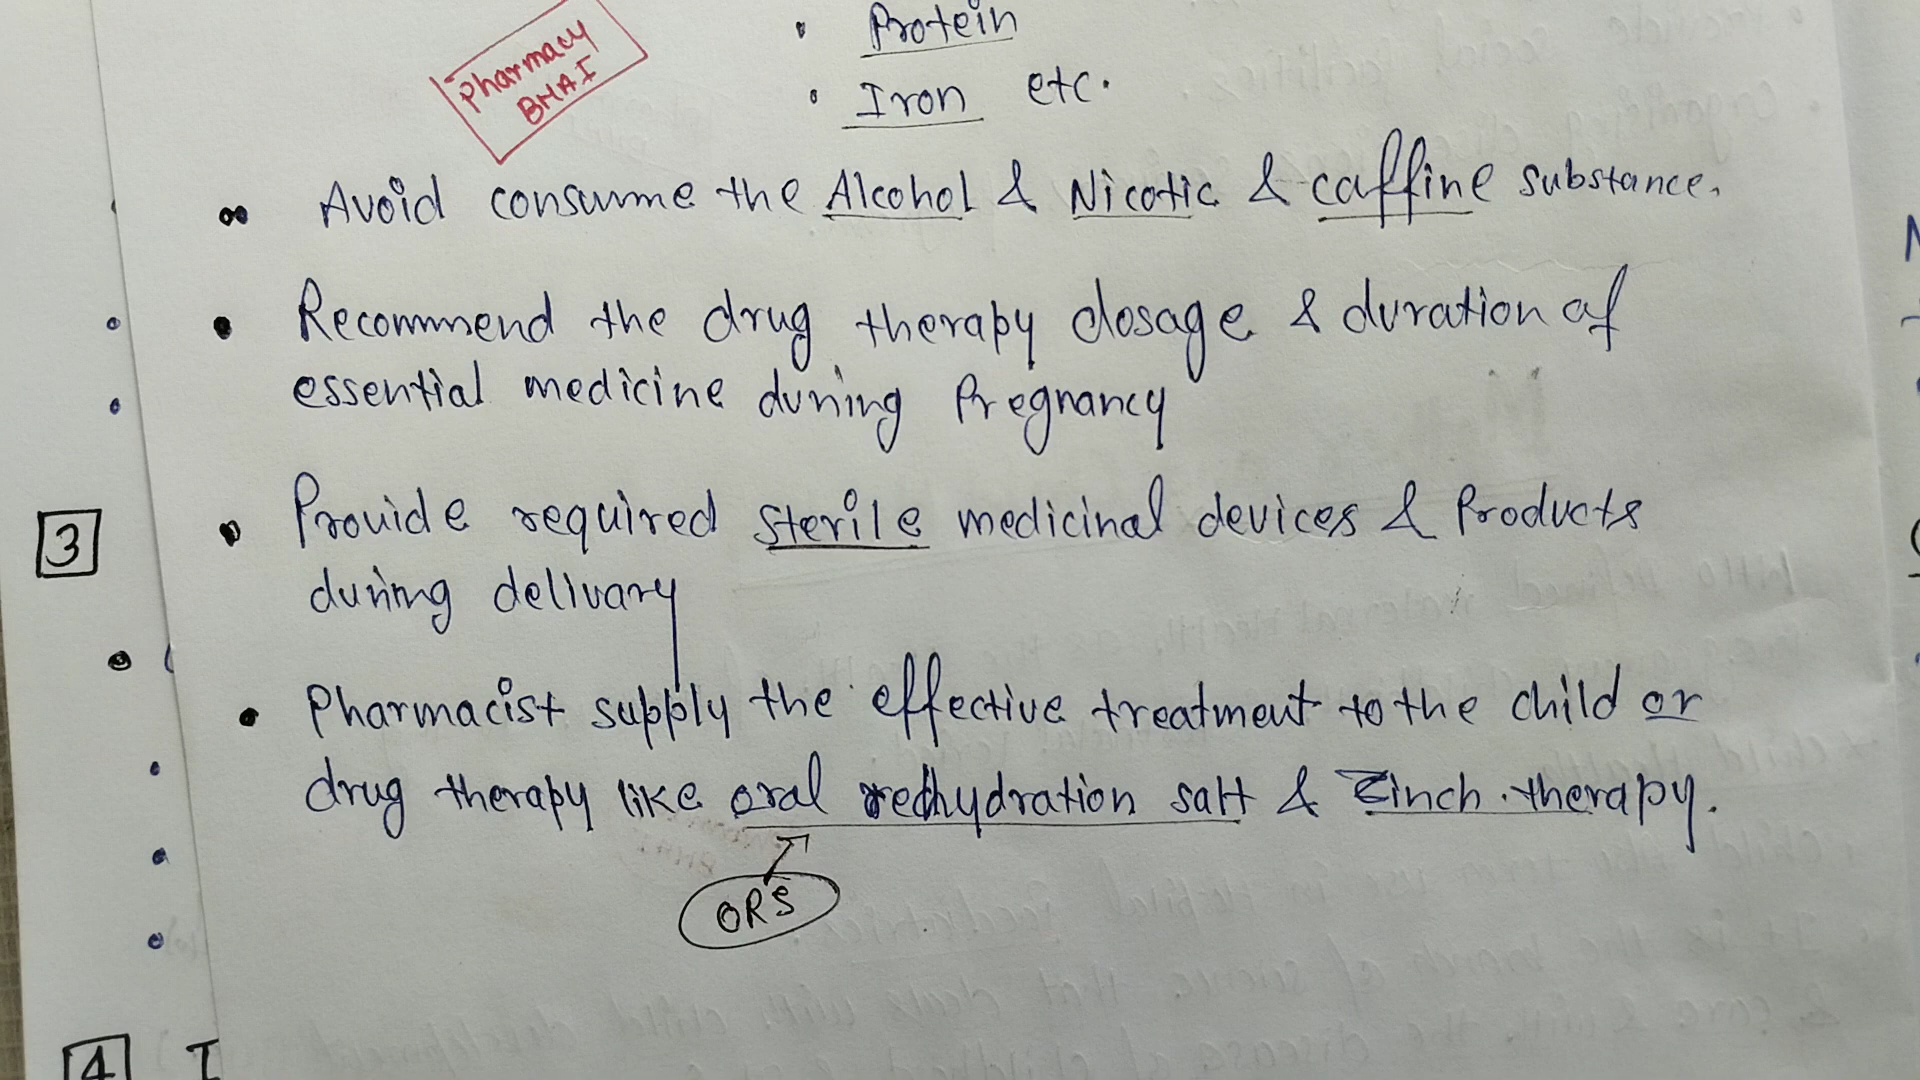 • Protein
Pharmacy
BHAI
• Iron etc.
Avoid consume the Alcohol & Nicotic & caffine substance.
• Recommend the drug therapy dosage & duration of
essential medicine during Pregnancy
3
• Provide required sterile medicinal devices & Products
during delivary
• Pharmacist supply the effective treatment to the child or
drug therapy like oral redhydration salt & Zinch therapy.
ORS
4 I